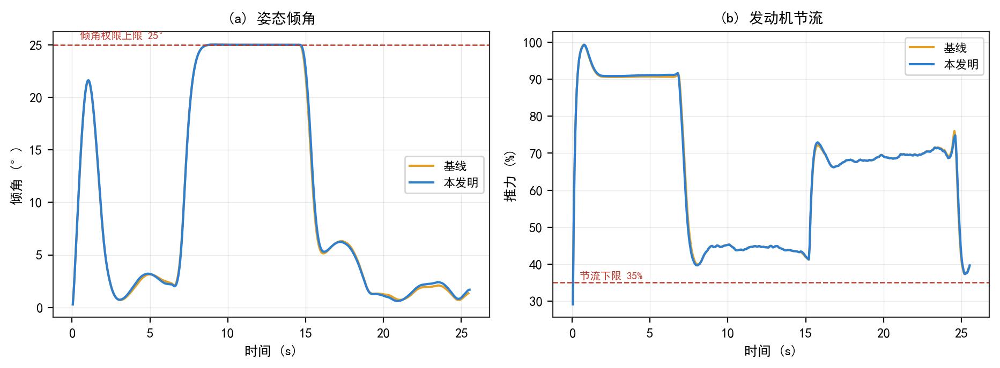 (a) 姿态倾角
倾角权限上限 25°
25
20
15
10
5
0
倾角 (°)
基线
本发明
0
5
10
15
20
25
时间 (s)
(b) 发动机节流
100
90
80
70
60
50
40
30
推力 (%)
基线
本发明
节流下限 35%
0
5
10
15
20
25
时间 (s)